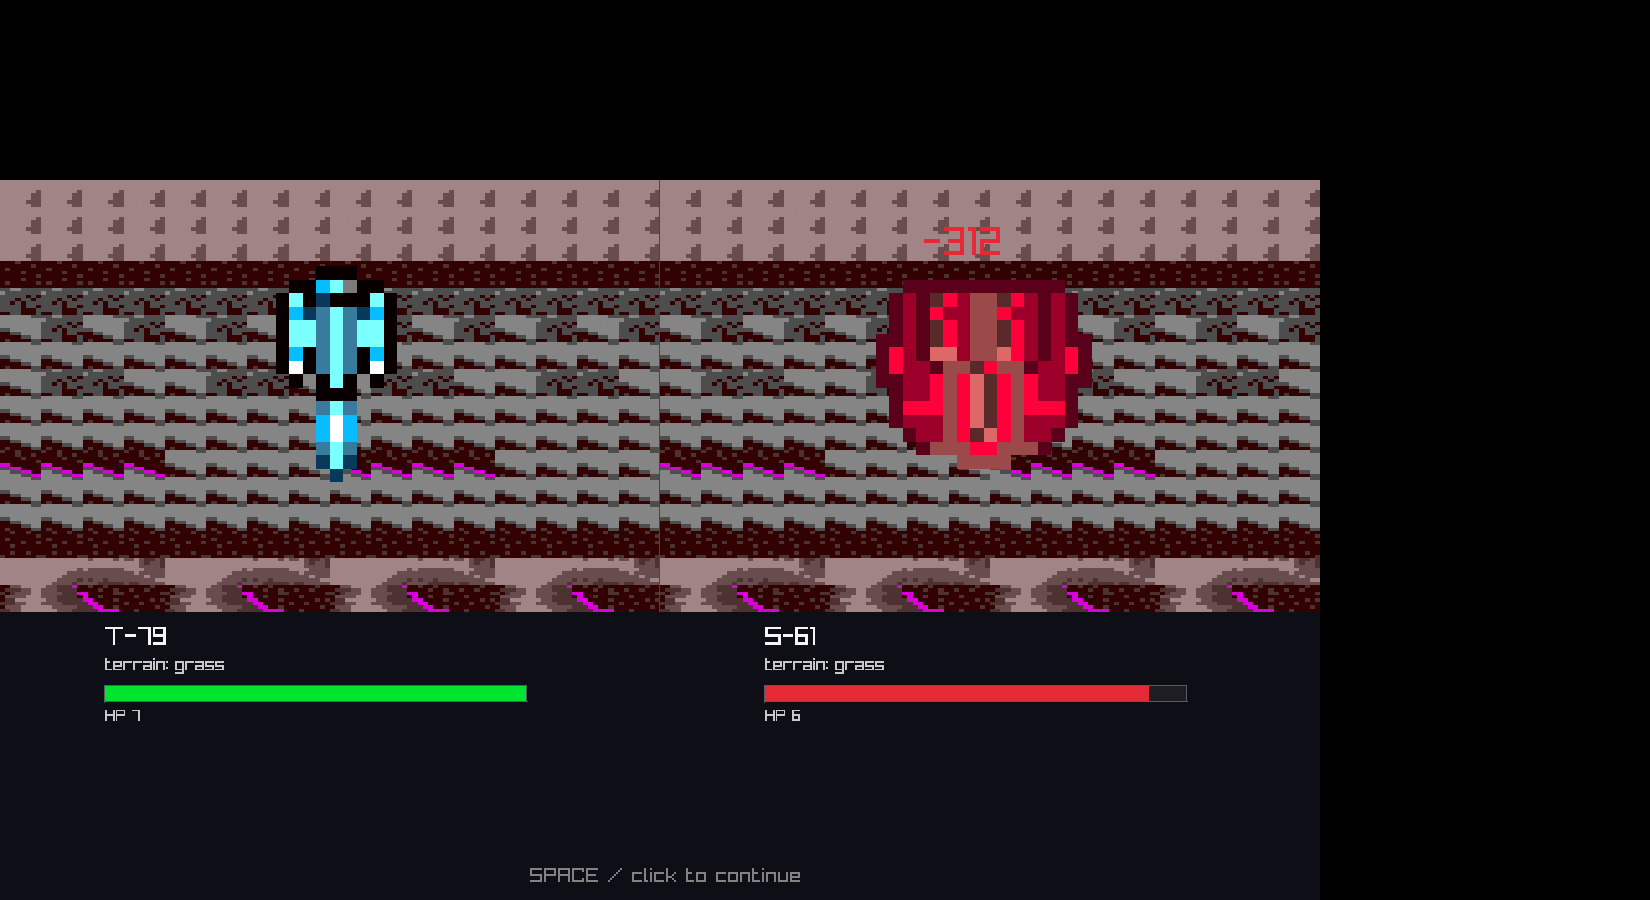 -312
T-79
S-61
terrain: grass
terrain: grass
HP 7
HP 6
SPACE / click to continue